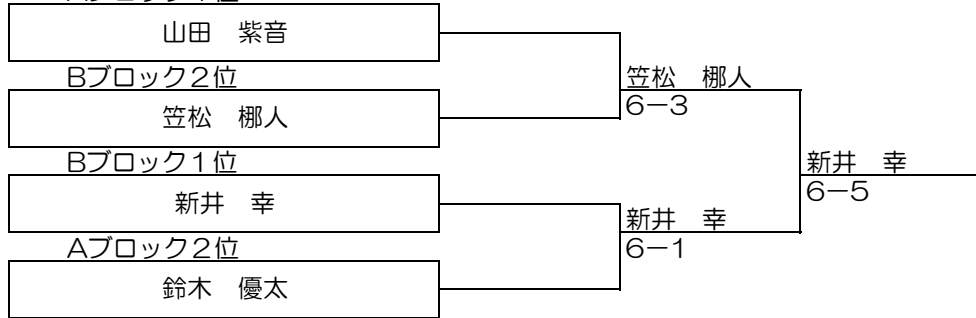 山田　紫音
Bブロック２位
笠松　梛人
笠松　梛人
６－３
Bブロック１位
新井　幸
新井　幸
６－５
新井　幸
６－１
Aブロック２位
鈴木　優太